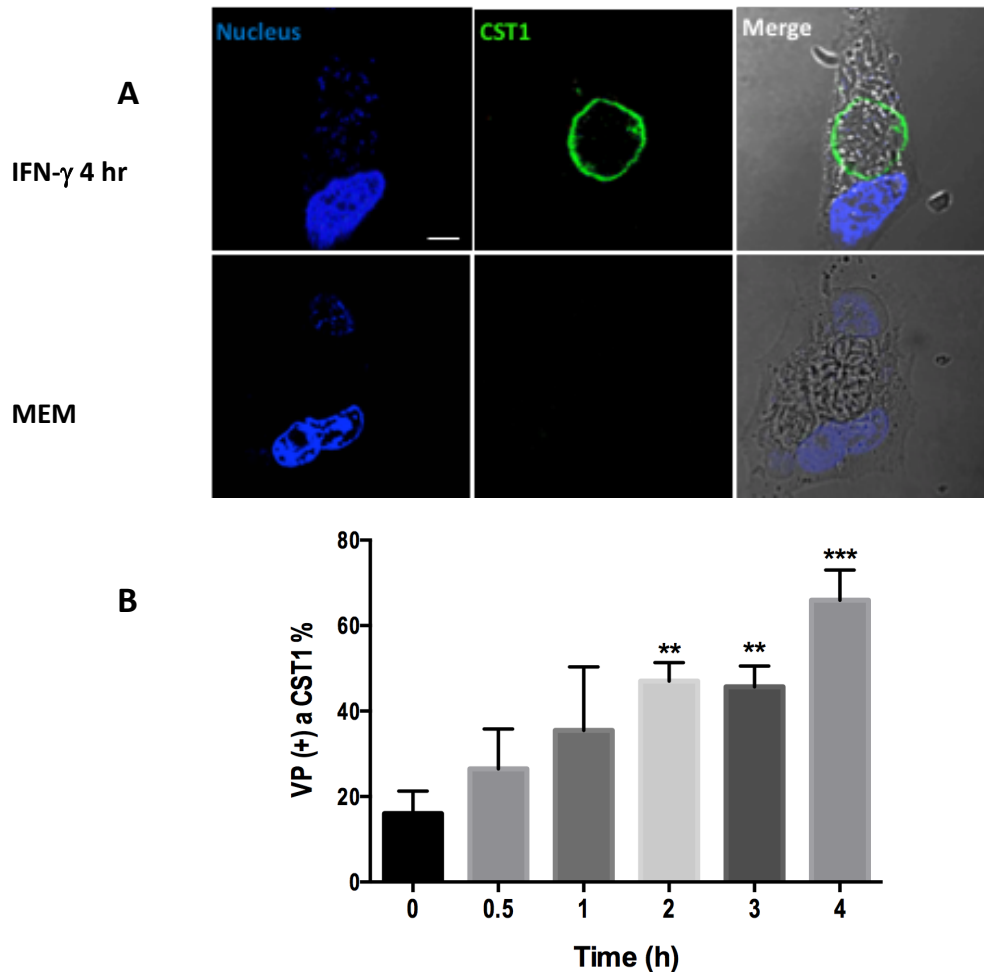 Nucleus CST1 Merge
A
IFN-γ 4 hr
MEM
B
VP (+) a CST1 %
80
60
40
20
0
** ** ***
0 0.5 1 2 3 4
Time (h)